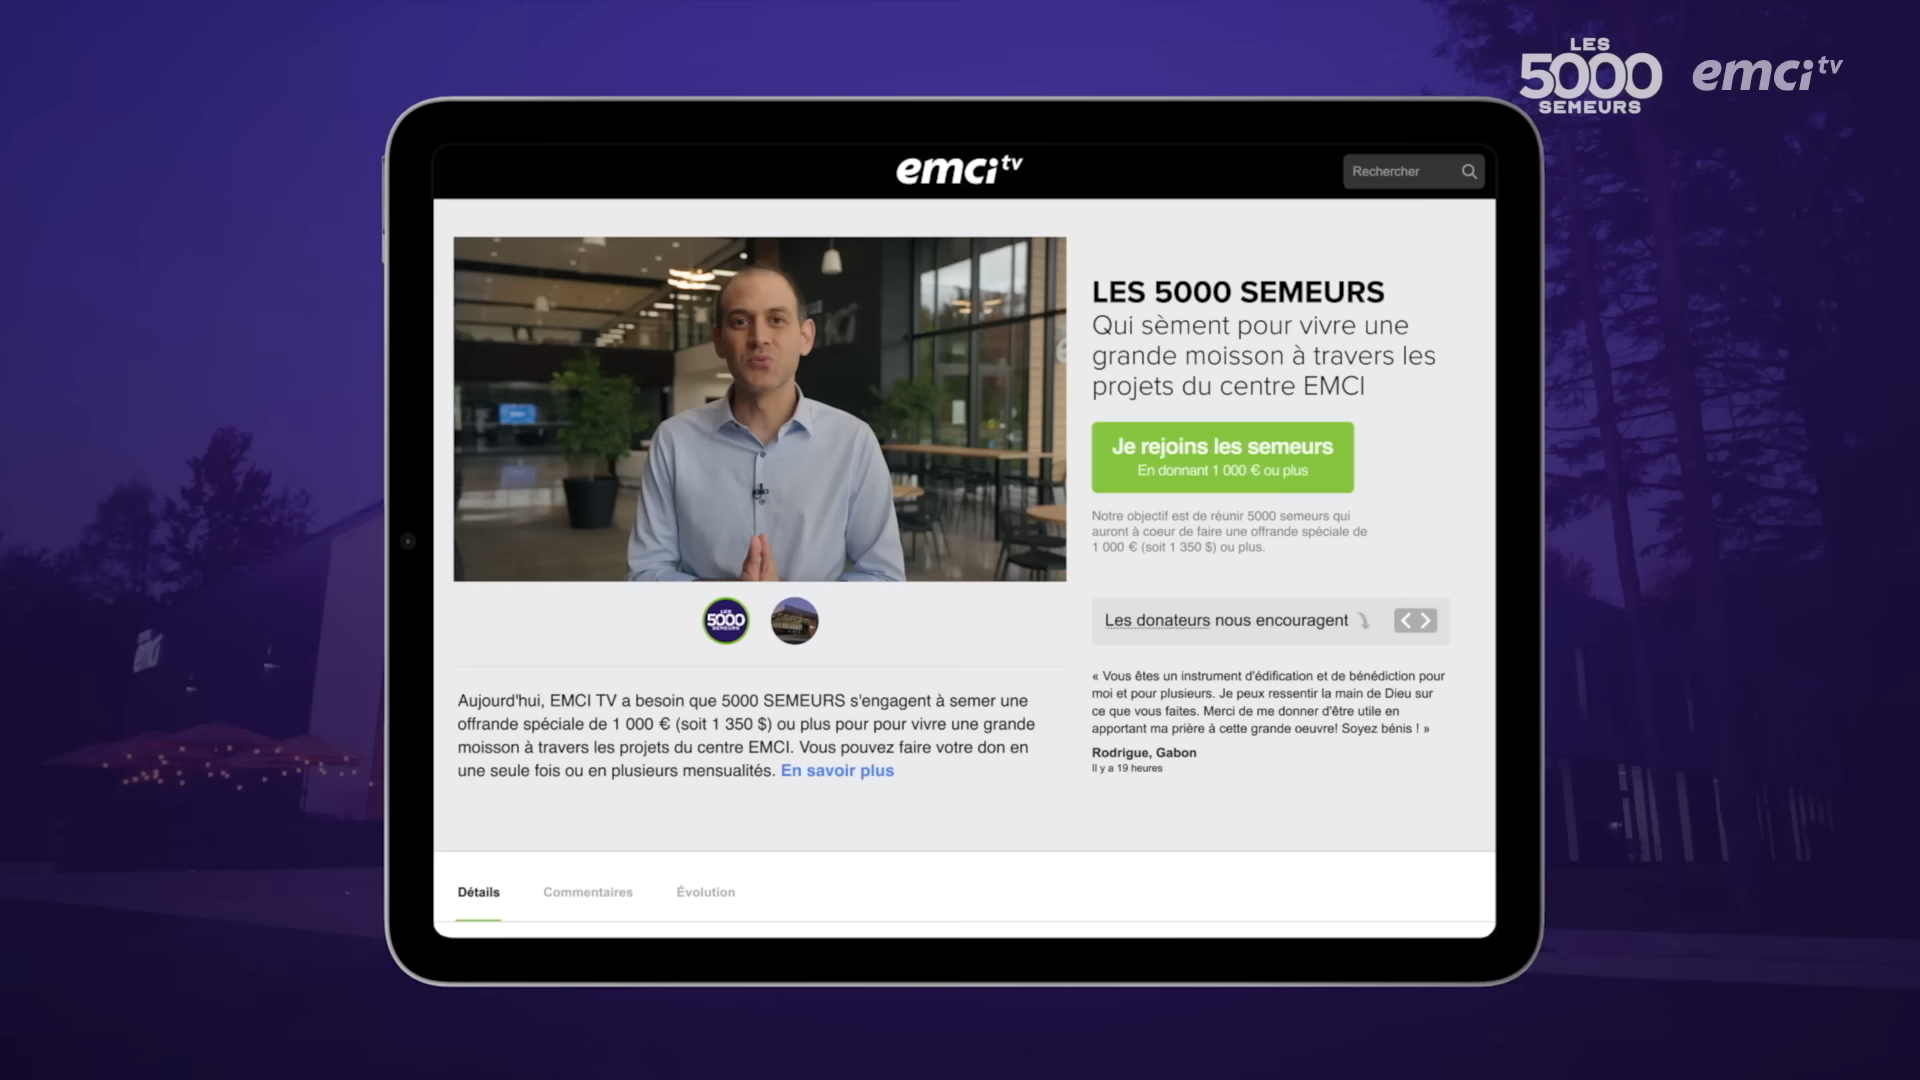 LES
5000
SEMEURS
emci tv
emci tv
Rechercher
LES 5000 SEMEURS
Qui sèment pour vivre une
grande moisson à travers les
projets du centre EMCI
Je rejoins les semeurs
En donnant 1 000 € ou plus
Notre objectif est de réunir 5000 semeurs qui
auront à coeur de faire une offrande spéciale de
1 000 € (soit 1 350 $) ou plus.
LES
5000
SEMEURS
Les donateurs nous encouragent
« Vous êtes un instrument d'édification et de bénédiction pour
moi et pour plusieurs. Je peux ressentir la main de Dieu sur
ce que vous faites. Merci de me donner d'être utile en
apportant ma prière à cette grande oeuvre! Soyez bénis ! »
Rodrigue, Gabon
Il y a 19 heures
Aujourd'hui, EMCI TV a besoin que 5000 SEMEURS s'engagent à semer une
offrande spéciale de 1 000 € (soit 1 350 $) ou plus pour pour vivre une grande
moisson à travers les projets du centre EMCI. Vous pouvez faire votre don en
une seule fois ou en plusieurs mensualités. En savoir plus
Détails
Commentaires
Évolution